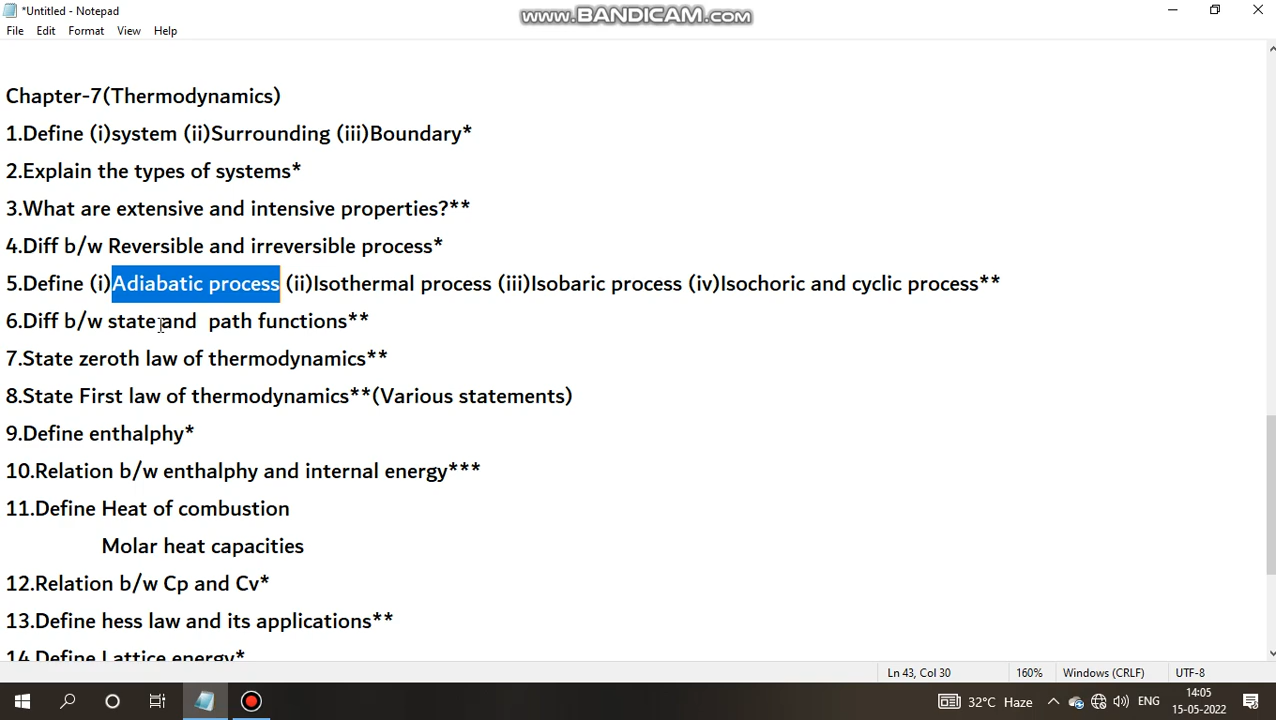 *Untitled - Notepad
www.BANDICAM.com
File Edit Format View Help
Chapter-7(Thermodynamics)
1.Define (i)system (ii)Surrounding (iii)Boundary*
2.Explain the types of systems*
3.What are extensive and intensive properties?**
4.Diff b/w Reversible and irreversible process*
5.Define (i)Adiabatic process (ii)Isothermal process (iii)Isobaric process (iv)Isochoric and cyclic process**
6.Diff b/w state and  path functions**
7.State zeroth law of thermodynamics**
8.State First law of thermodynamics**(Various statements)
9.Define enthalphy*
10.Relation b/w enthalphy and internal energy***
11.Define Heat of combustion
Molar heat capacities
12.Relation b/w Cp and Cv*
13.Define hess law and its applications**
14.Define Lattice energy*
Ln 43, Col 30 160% Windows (CRLF) UTF-8
32°C Haze ENG 14:05
15-05-2022